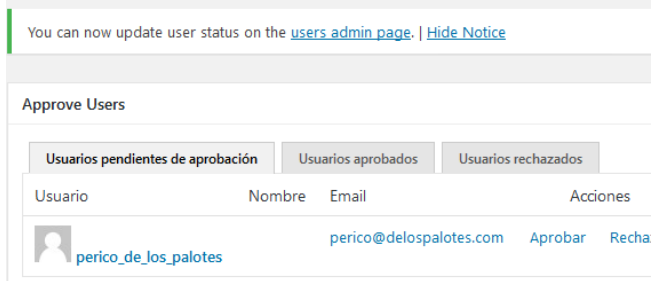 You can now update user status on the users admin page. | Hide Notice
Approve Users
Usuarios pendientes de aprobación Usuarios aprobados Usuarios rechazados
Usuario Nombre Email Acciones
perico@delospalotes.com Aprobar
perico_de_los_palotes